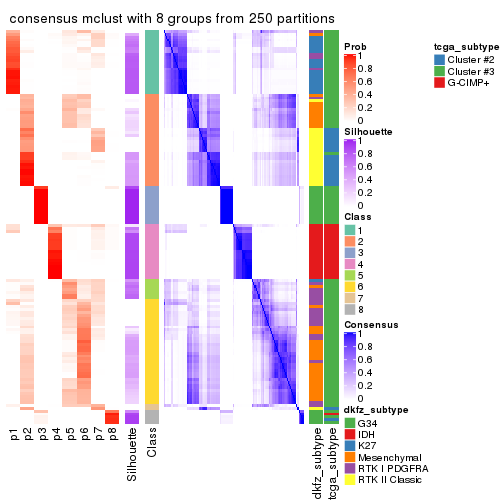 consensus mclust with 8 groups from 250 partitions
Prob
1
0.8
0.6
0.4
0.2
0
Silhouette
1
0.8
0.6
0.4
0.2
0
Class
1
2
3
4
5
6
7
8
Consensus
1
0.8
0.6
0.4
0.2
0
dkfz_subtype
G34
IDH
K27
Mesenchymal
RTK I PDGFRA
RTK II Classic
tcga_subtype
Cluster #2
Cluster #3
G-CIMP+
p1
p2
p3
p4
p5
p6
p7
p8
Silhouette
Class
dkfz_subtype
tcga_subtype